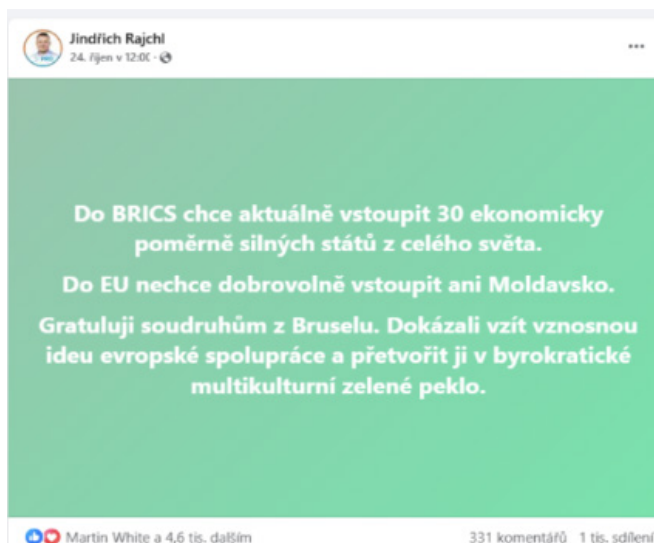 Jindřich Rajchl
24. říjen v 12:00 ·
Do BRICS chce aktuálně vstoupit 30 ekonomicky
poměrně silných států z celého světa.
Do EU nechce dobrovolně vstoupit ani Moldavsko.
Gratuluji soudruhům z Bruselu. Dokázali vzít vznosnou
ideu evropské spolupráce a přetvořit ji v byrokratické
multikulturní zelené peklo.
Martin White a 4,6 tis. dalším
331 komentářů 1 tis. sdílení